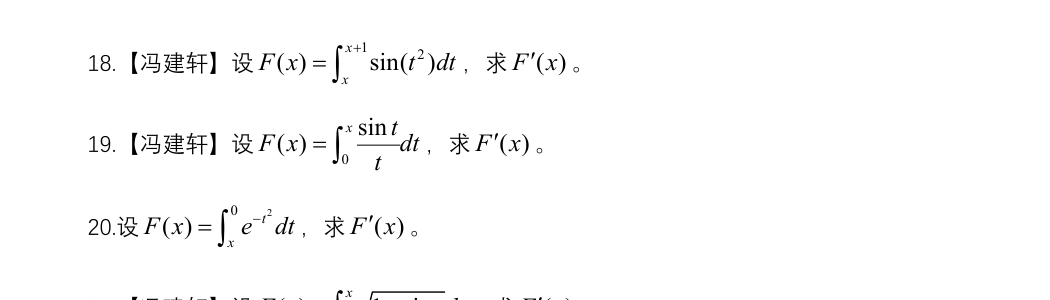 18.【冯建轩】设 F(x) = ∫_x^{x+1} sin(t²)dt ，求 F′(x) 。
19.【冯建轩】设 F(x) = ∫_0^x \frac{sin t}{t} dt ，求 F′(x) 。
20.设 F(x) = ∫_x^0 e^{-t²} dt ，求 F′(x) 。